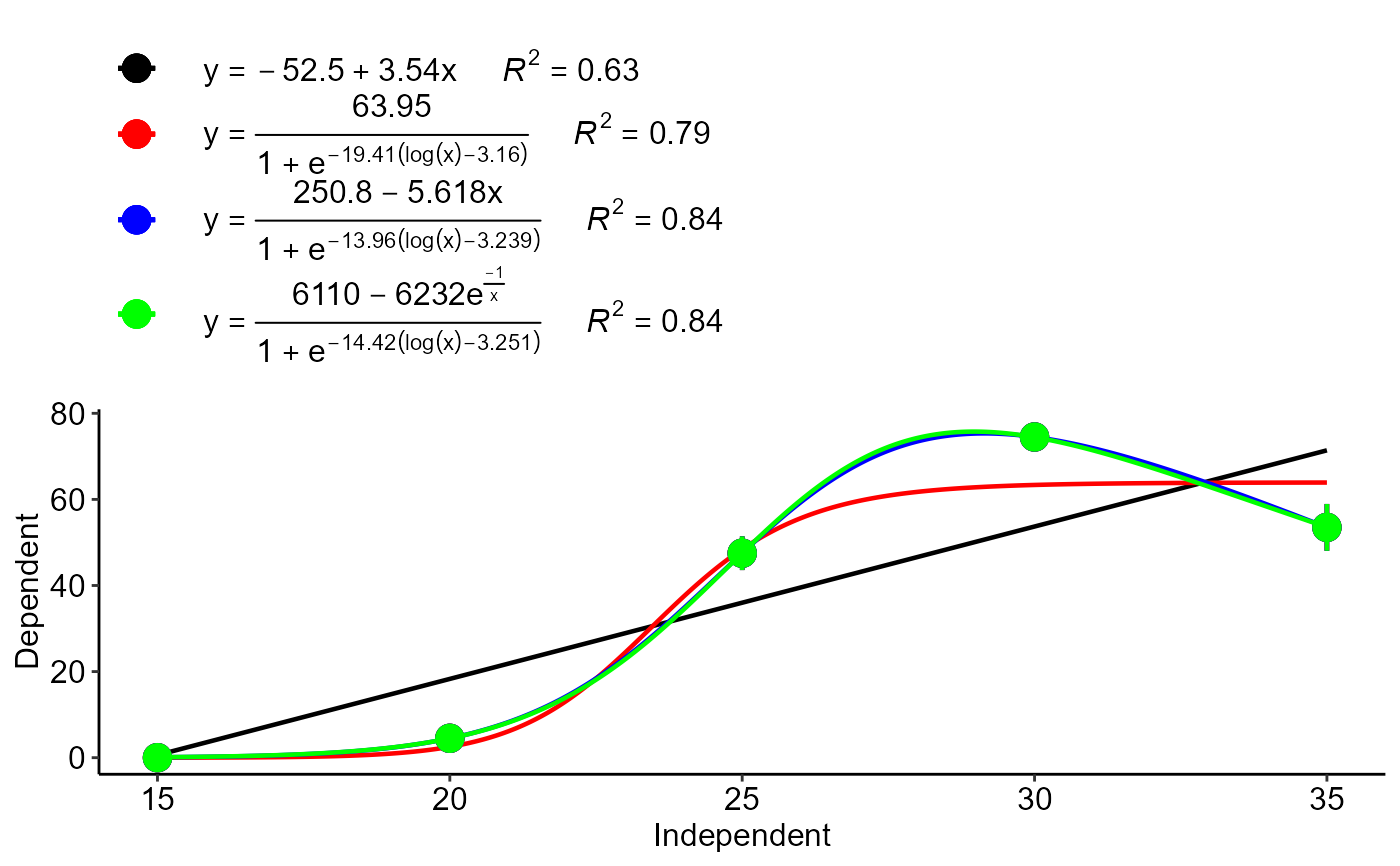 y = − 52.5 + 3.54x R² = 0.63
63.95
y = R² = 0.79
1 + e^−19.41(log(x)−3.16)
250.8 − 5.618x
y = R² = 0.84
1 + e^−13.96(log(x)−3.239)
6110 − 6232e^(−1/x)
y = R² = 0.84
1 + e^−14.42(log(x)−3.251)
80
60
40
20
0
Dependent
15 20 25 30 35
Independent